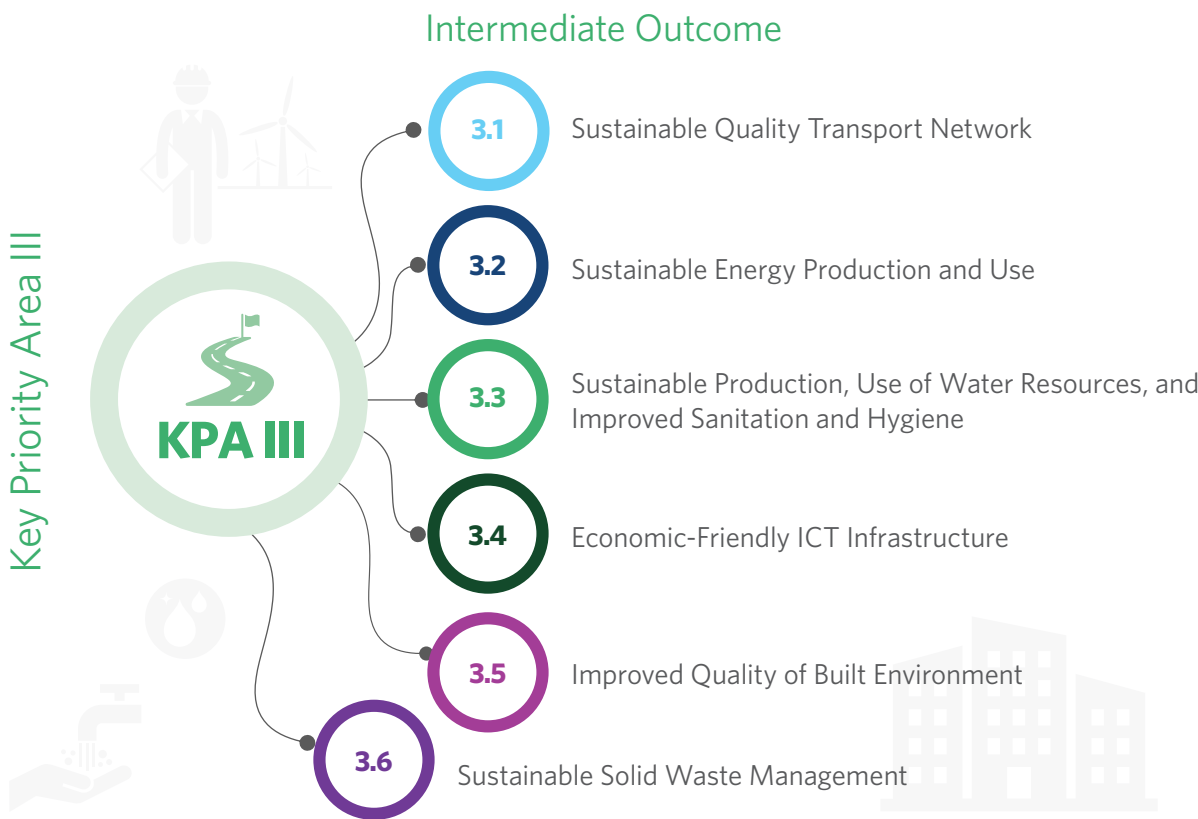 Intermediate Outcome
Key Priority Area III
KPA III
3.1
Sustainable Quality Transport Network
3.2
Sustainable Energy Production and Use
3.3
Sustainable Production, Use of Water Resources, and
Improved Sanitation and Hygiene
3.4
Economic-Friendly ICT Infrastructure
3.5
Improved Quality of Built Environment
3.6
Sustainable Solid Waste Management